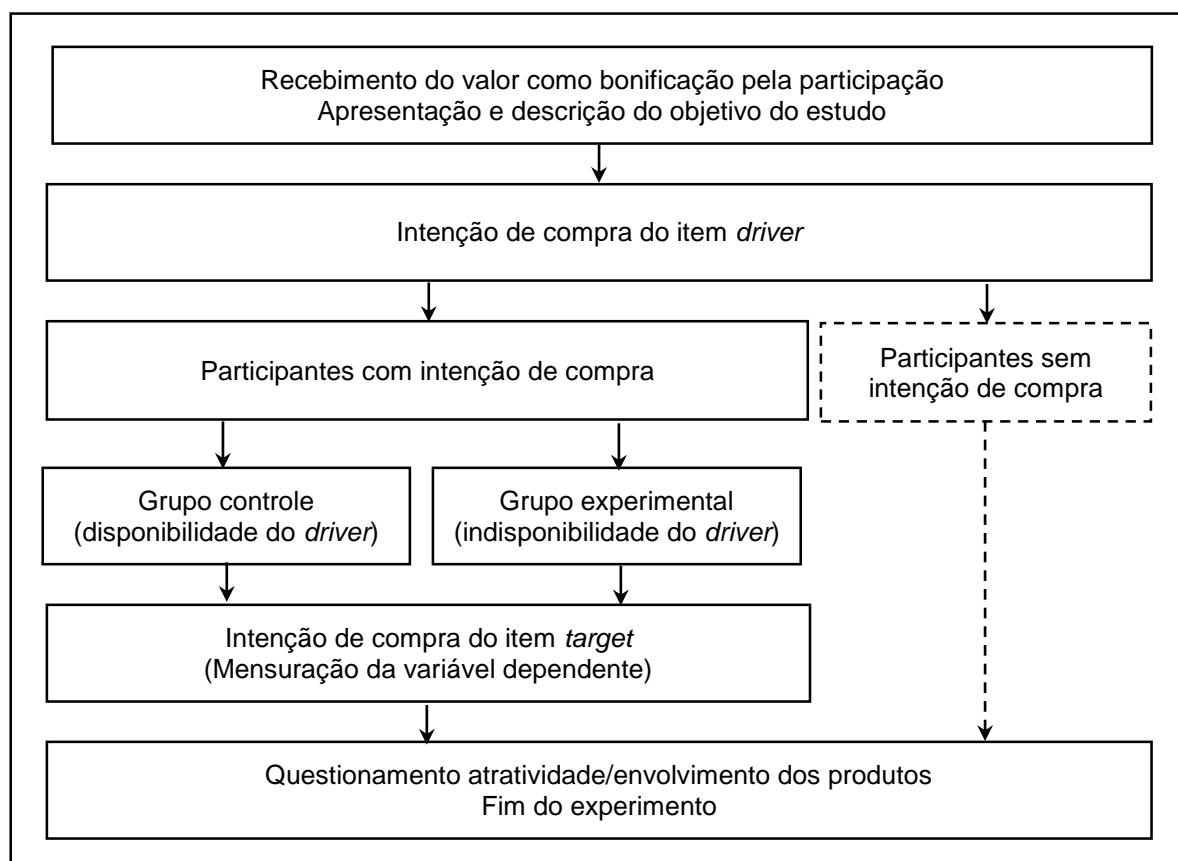 Recebimento do valor como bonificação pela participação
Apresentação e descrição do objetivo do estudo
Intenção de compra do item driver
Participantes com intenção de compra
Participantes sem
intenção de compra
Grupo controle
(disponibilidade do driver)
Grupo experimental
(indisponibilidade do driver)
Intenção de compra do item target
(Mensuração da variável dependente)
Questionamento atratividade/envolvimento dos produtos
Fim do experimento